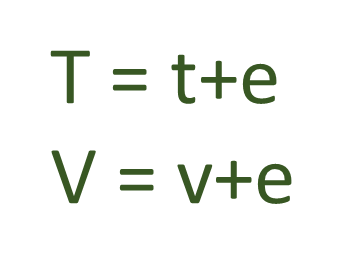 T = t+e
V = v+e